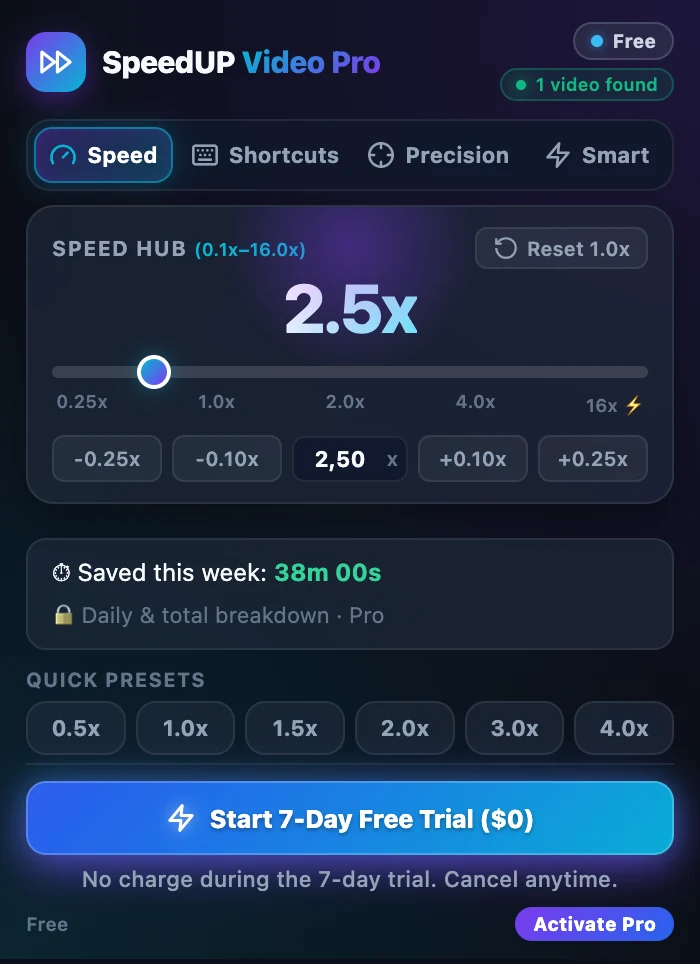 SpeedUP Video Pro
Free
1 video found
Speed
Shortcuts
Precision
Smart
SPEED HUB (0.1x–16.0x)
Reset 1.0x
2.5x
0.25x
1.0x
2.0x
4.0x
16x ⚡
-0.25x
-0.10x
2,50 x
+0.10x
+0.25x
⏱ Saved this week: 38m 00s
🔒 Daily & total breakdown · Pro
QUICK PRESETS
0.5x
1.0x
1.5x
2.0x
3.0x
4.0x
Start 7-Day Free Trial ($0)
No charge during the 7-day trial. Cancel anytime.
Free
Activate Pro